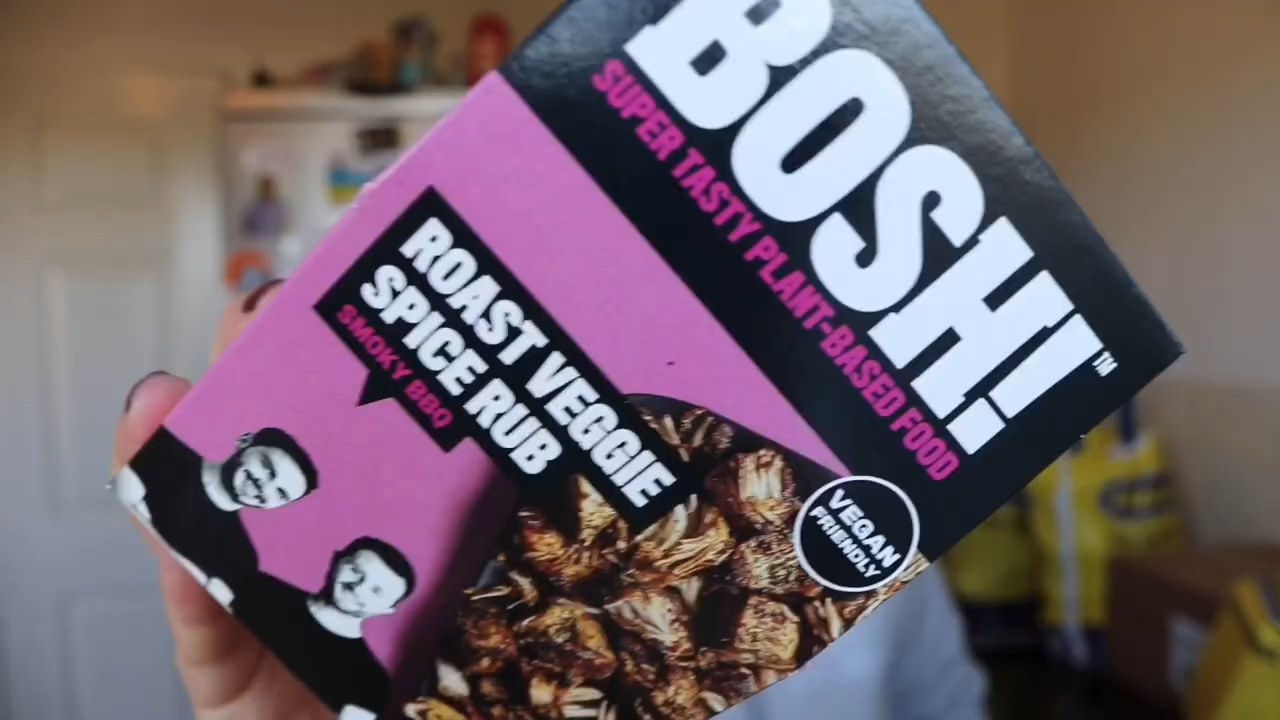 BOSH!™
SUPER TASTY PLANT-BASED FOOD
ROAST VEGGIE
SPICE RUB
SMOKY BBQ
VEGAN
FRIENDLY